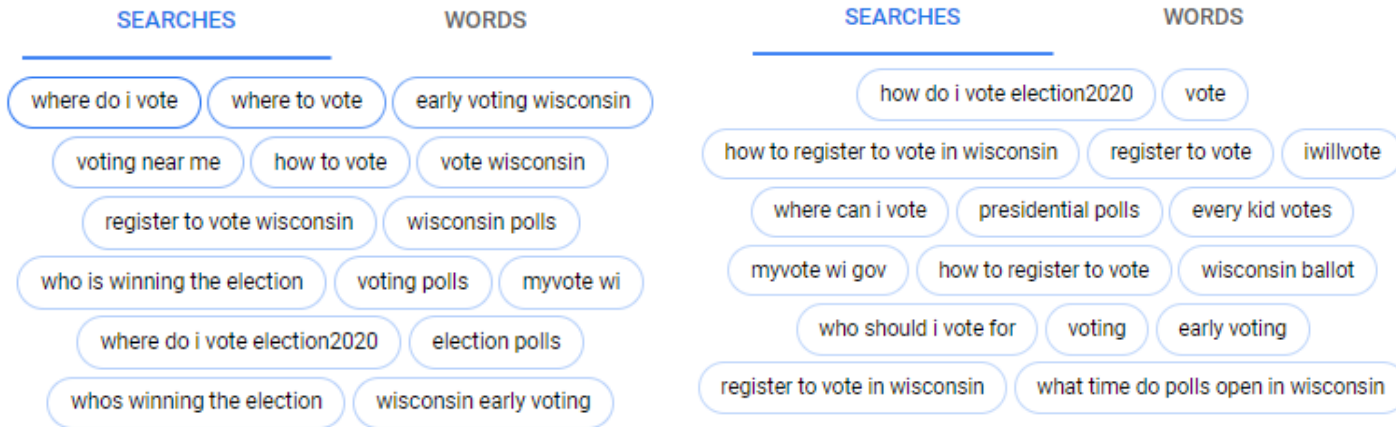 SEARCHES WORDS
where do i vote where to vote early voting wisconsin
voting near me how to vote vote wisconsin
register to vote wisconsin wisconsin polls
who is winning the election voting polls myvote wi
where do i vote election2020 election polls
whos winning the election wisconsin early voting
SEARCHES WORDS
how do i vote election2020 vote
how to register to vote in wisconsin register to vote iwillvote
where can i vote presidential polls every kid votes
myvote wi gov how to register to vote wisconsin ballot
who should i vote for voting early voting
register to vote in wisconsin what time do polls open in wisconsin